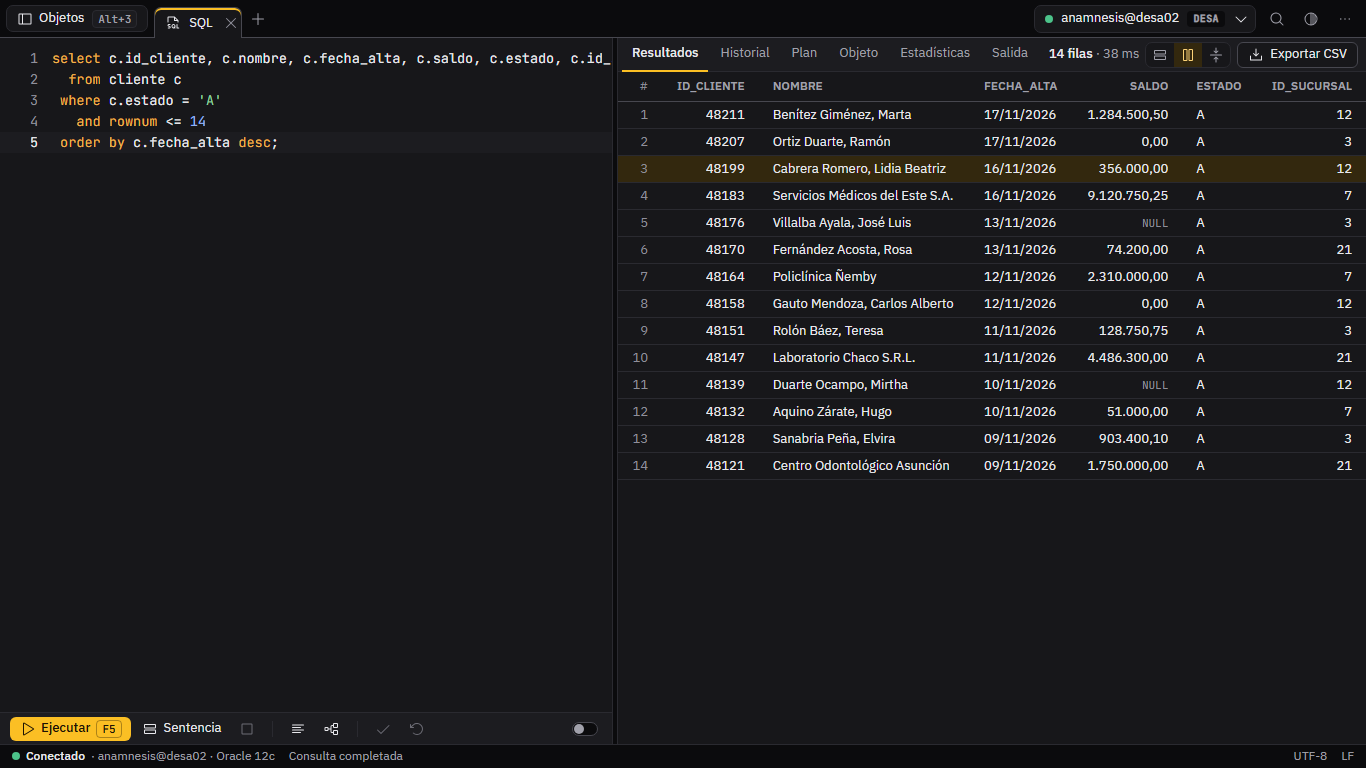 Objetos Alt+3 SQL anamnesis@desa02 DESA
1 select c.id_cliente, c.nombre, c.fecha_alta, c.saldo, c.estado, c.id_
2 from cliente c
3 where c.estado = 'A'
4 and rownum <= 14
5 order by c.fecha_alta desc;
Resultados Historial Plan Objeto Estadísticas Salida 14 filas · 38 ms Exportar CSV
# ID_CLIENTE NOMBRE FECHA_ALTA SALDO ESTADO ID_SUCURSAL
1 48211 Benítez Giménez, Marta 17/11/2026 1.284.500,50 A 12
2 48207 Ortiz Duarte, Ramón 17/11/2026 0,00 A 3
3 48199 Cabrera Romero, Lidia Beatriz 16/11/2026 356.000,00 A 12
4 48183 Servicios Médicos del Este S.A. 16/11/2026 9.120.750,25 A 7
5 48176 Villalba Ayala, José Luis 13/11/2026 NULL A 3
6 48170 Fernández Acosta, Rosa 13/11/2026 74.200,00 A 21
7 48164 Policlínica Ñemby 12/11/2026 2.310.000,00 A 7
8 48158 Gauto Mendoza, Carlos Alberto 12/11/2026 0,00 A 12
9 48151 Rolón Báez, Teresa 11/11/2026 128.750,75 A 3
10 48147 Laboratorio Chaco S.R.L. 11/11/2026 4.486.300,00 A 21
11 48139 Duarte Ocampo, Mirtha 10/11/2026 NULL A 12
12 48132 Aquino Zárate, Hugo 10/11/2026 51.000,00 A 7
13 48128 Sanabria Peña, Elvira 09/11/2026 903.400,10 A 3
14 48121 Centro Odontológico Asunción 09/11/2026 1.750.000,00 A 21
Ejecutar F5 Sentencia
Conectado · anamnesis@desa02 · Oracle 12c Consulta completada UTF-8 LF